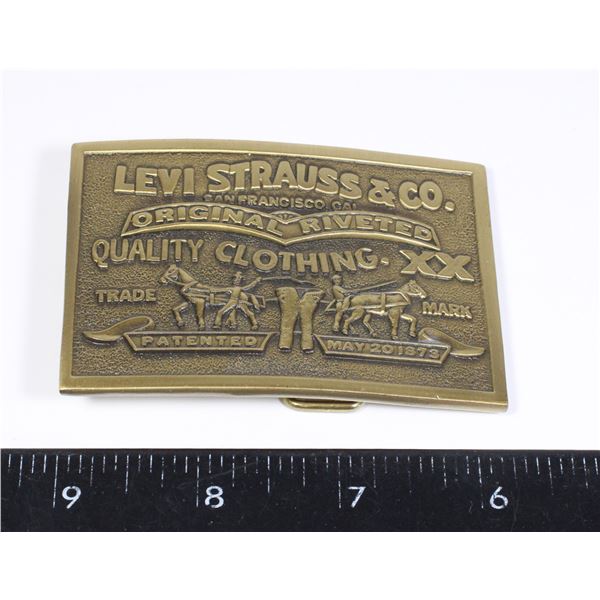 LEVI STRAUSS & CO.
SAN FRANCISCO, CAL
ORIGINAL RIVETED
QUALITY CLOTHING. XX
TRADE MARK
PATENTED MAY 20 1873
9 8 7 6